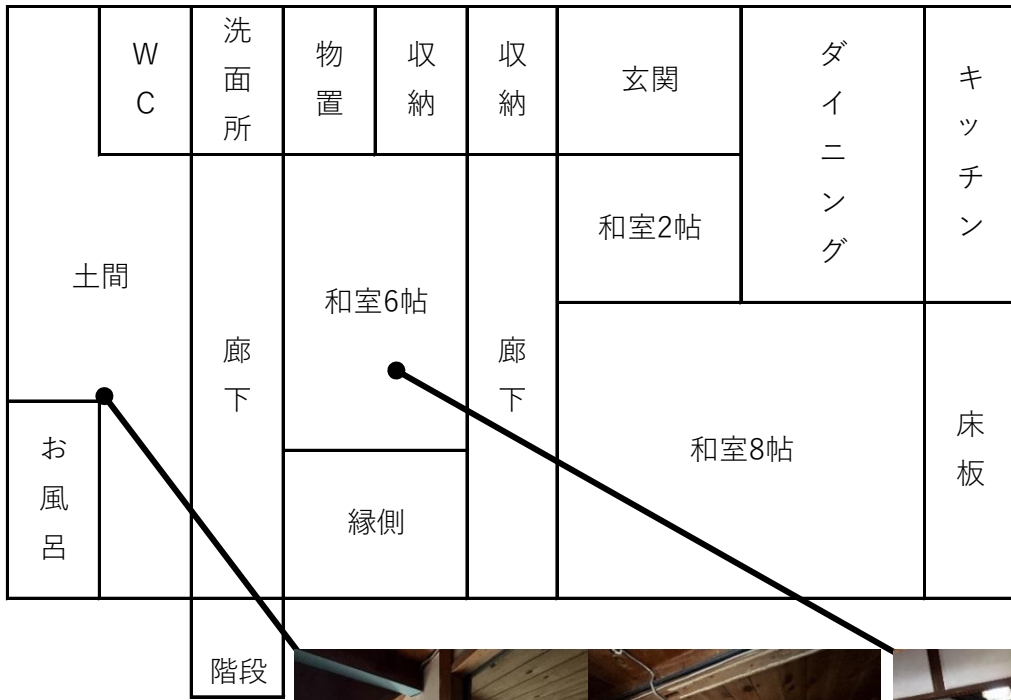 WC
洗面所
物置
収納
収納
玄関
ダイニング
キッチン
和室2帖
土間
和室6帖
廊下
廊下
お風呂
縁側
和室8帖
床板
階段